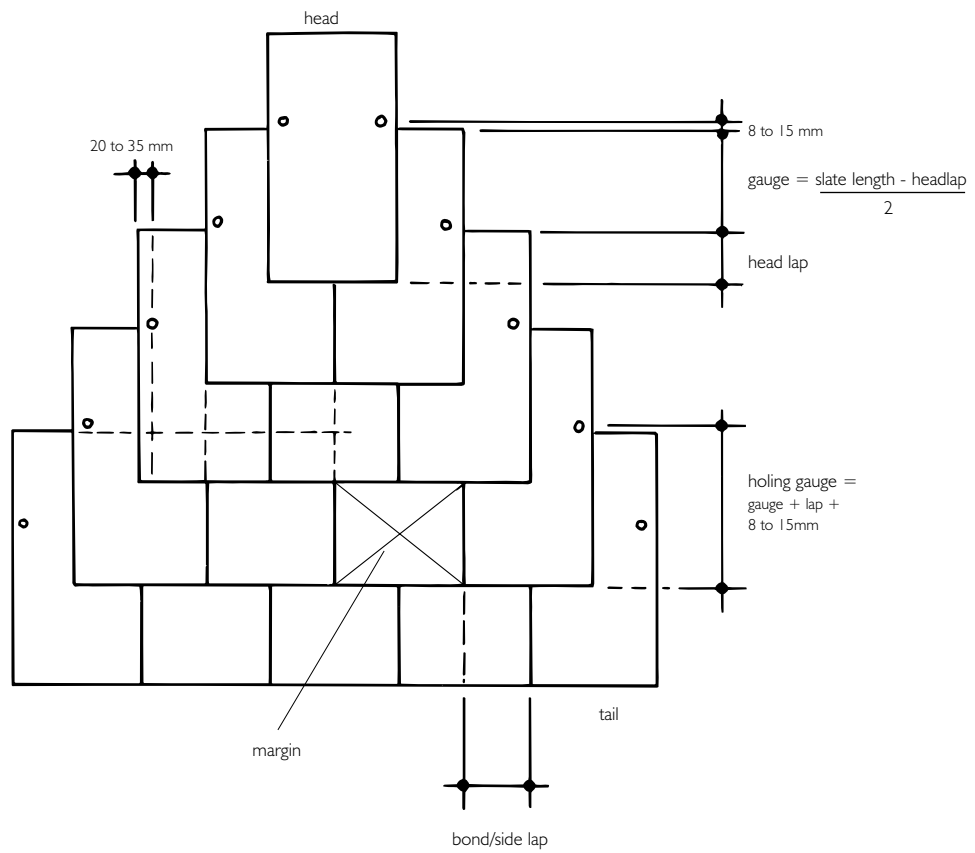 head
20 to 35 mm
8 to 15 mm
gauge = slate length - headlap
2
head lap
holing gauge =
gauge + lap +
8 to 15mm
tail
margin
bond/side lap